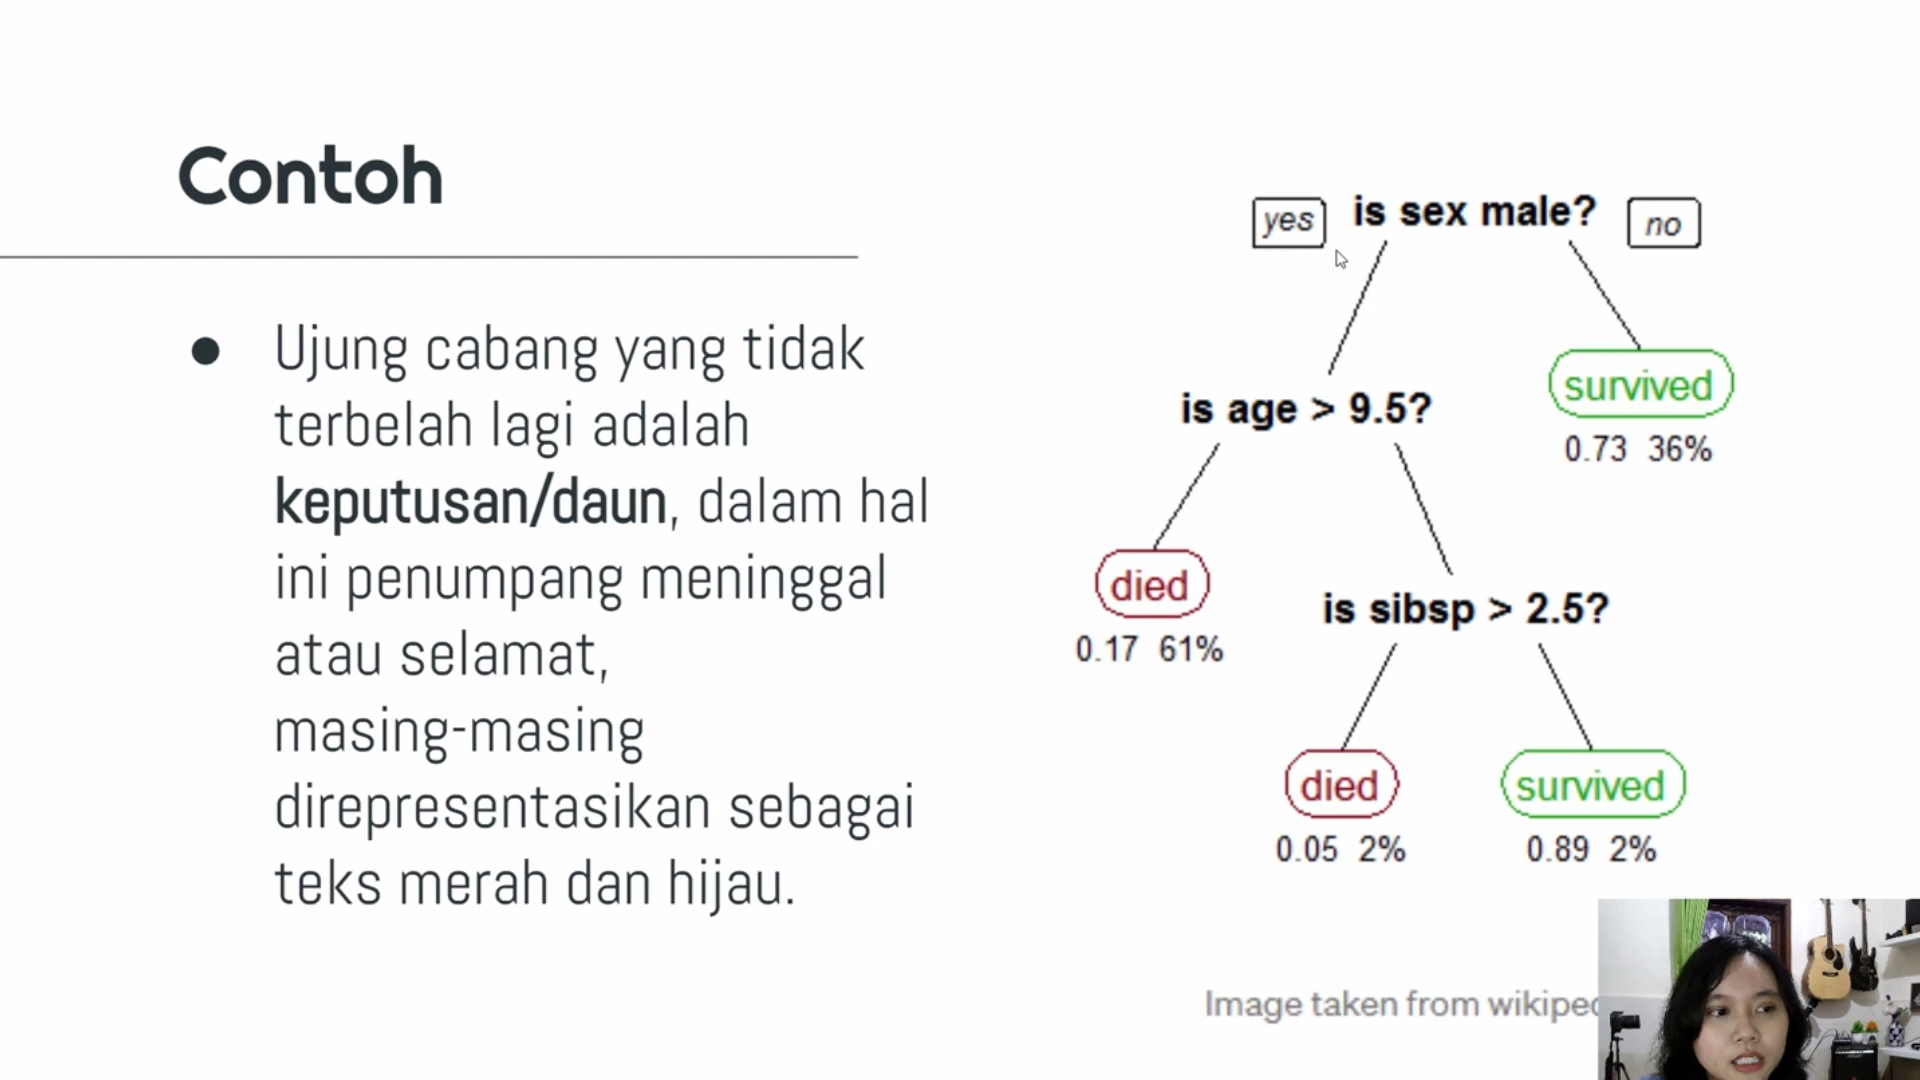 Contoh
● Ujung cabang yang tidak
terbelah lagi adalah
keputusan/daun, dalam hal
ini penumpang meninggal
atau selamat,
masing-masing
direpresentasikan sebagai
teks merah dan hijau.
yes is sex male? no
survived
0.73 36%
is age > 9.5?
died
0.17 61%
is sibsp > 2.5?
died survived
0.05 2% 0.89 2%
Image taken from